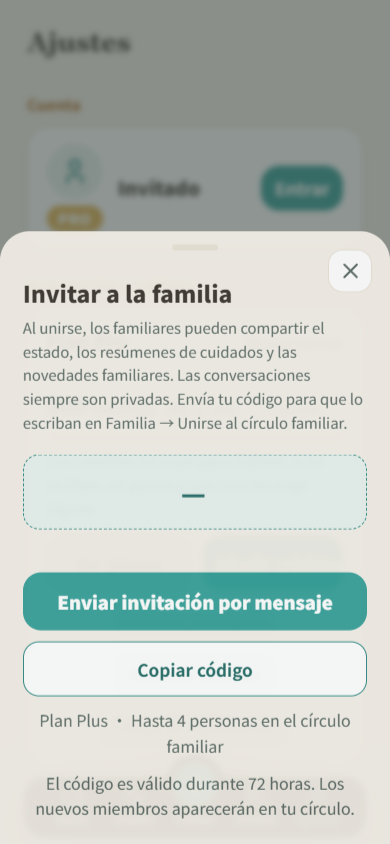 Ajustes
Cuenta
Invitado
Entrar
PRO
Invitar a la familia
Al unirse, los familiares pueden compartir el
estado, los resúmenes de cuidados y las
novedades familiares. Las conversaciones
siempre son privadas. Envía tu código para que lo
escriban en Familia → Unirse al círculo familiar.
—
Enviar invitación por mensaje
Copiar código
Plan Plus • Hasta 4 personas en el círculo
familiar
El código es válido durante 72 horas. Los
nuevos miembros aparecerán en tu círculo.